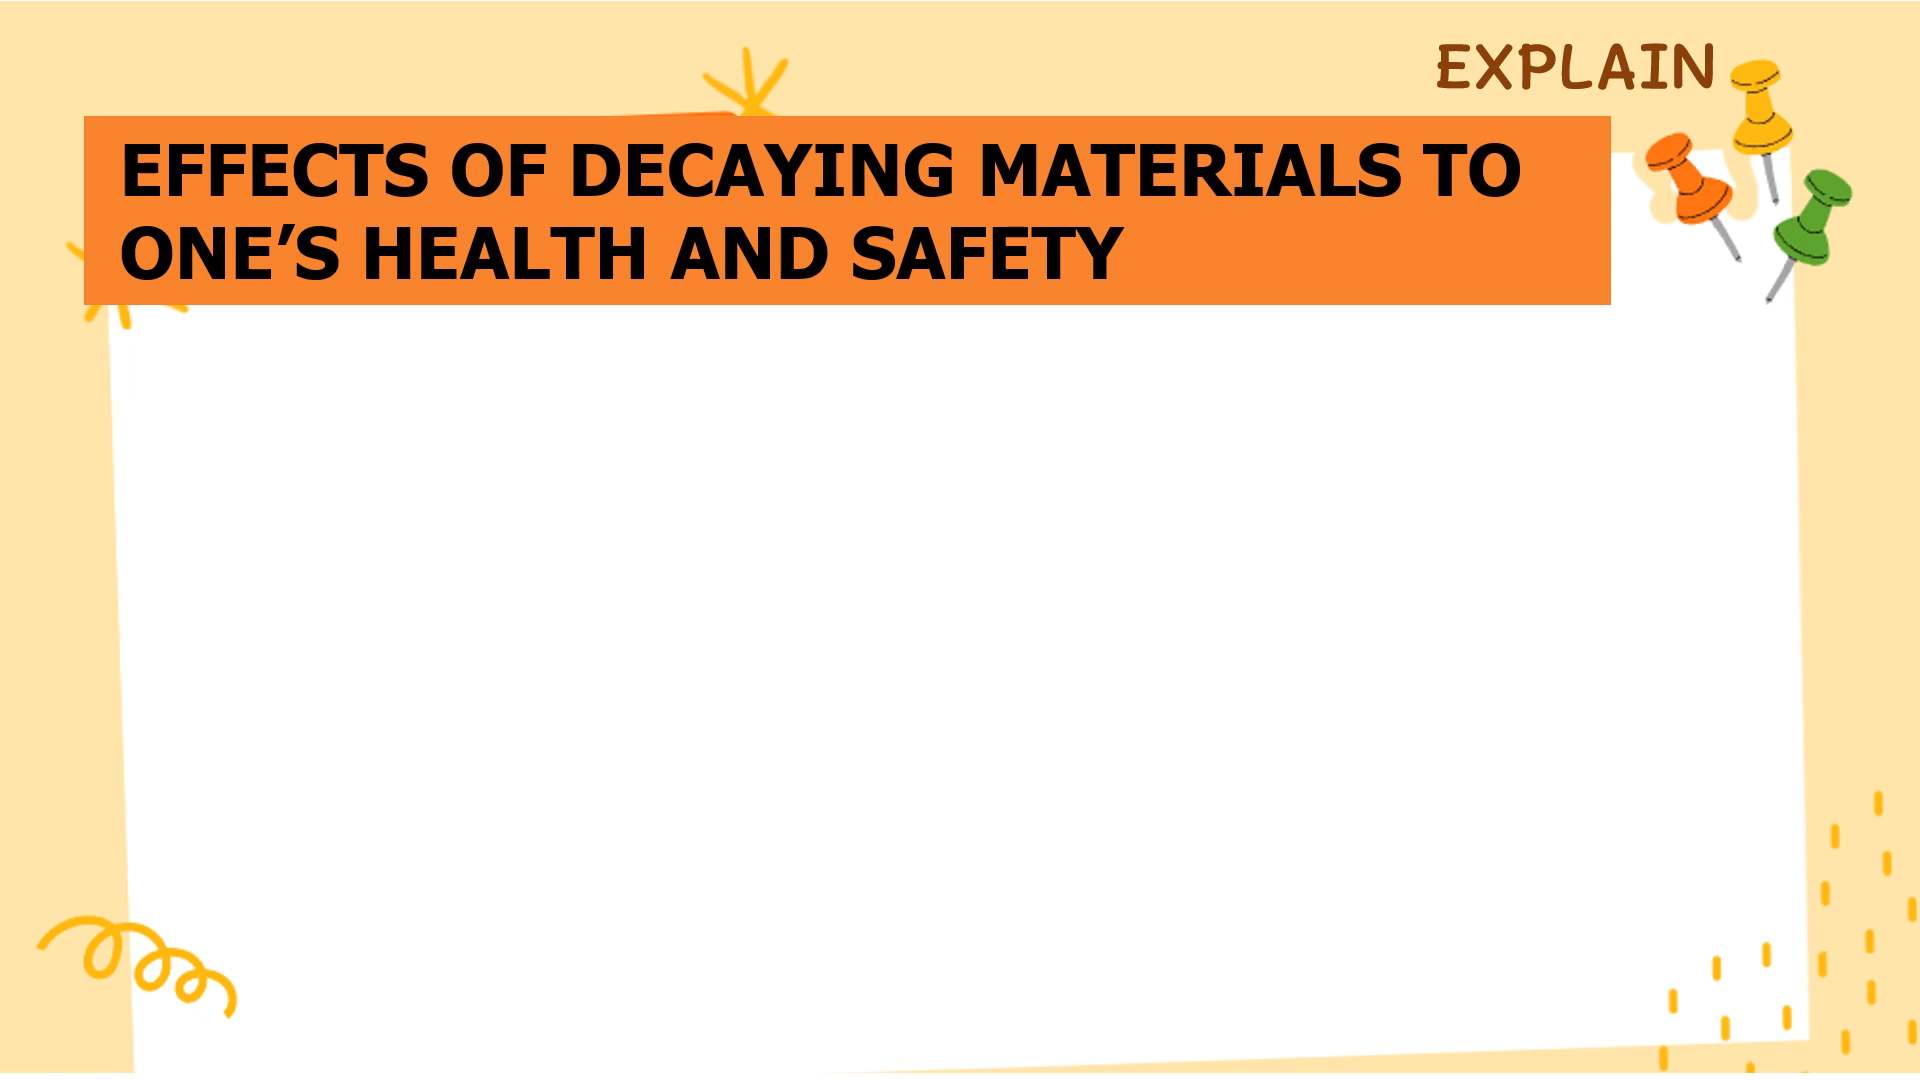 EXPLAIN
EFFECTS OF DECAYING MATERIALS TO
ONE’S HEALTH AND SAFETY